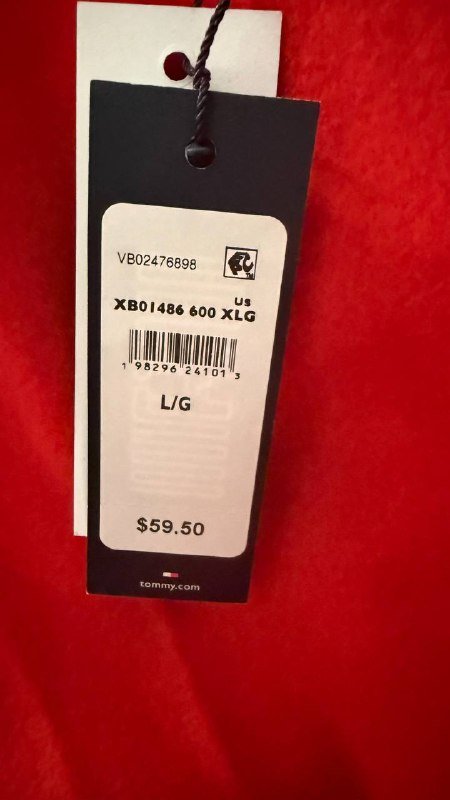 VB02476898
US
XB01486 600 XLG
1 98296 24101 3
L/G
$59.50
tommy.com